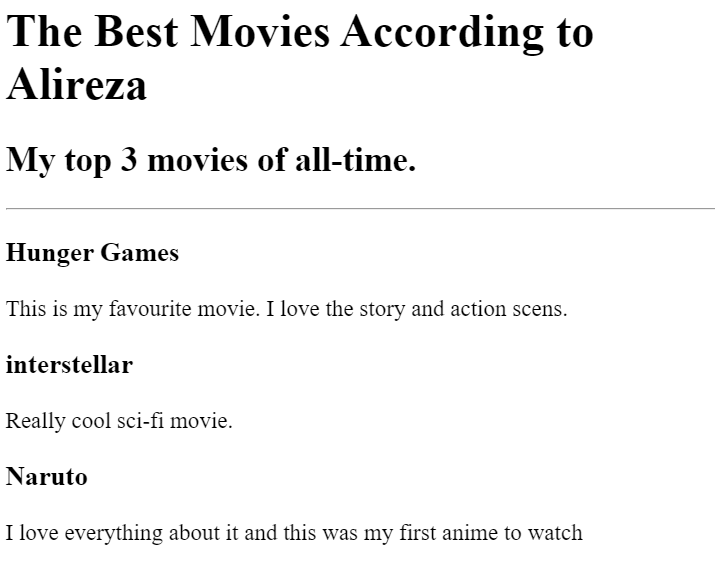 The Best Movies According to
Alireza
My top 3 movies of all-time.
Hunger Games
This is my favourite movie. I love the story and action scens.
interstellar
Really cool sci-fi movie.
Naruto
I love everything about it and this was my first anime to watch